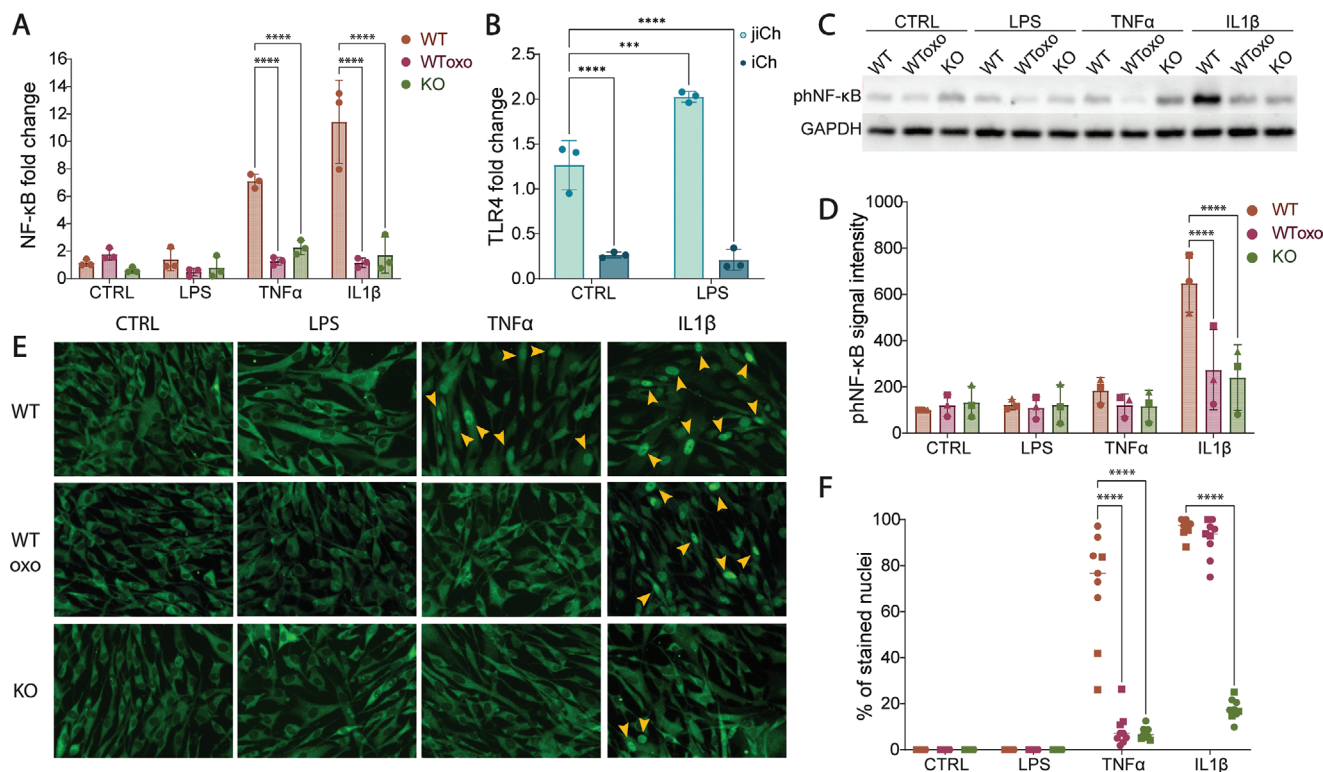 A
NF-κB fold change
16
14
12
10
8
6
4
2
0
****
****
****
****
WT
WToxo
KO
CTRL
LPS
TNFα
IL1β
B
TLR4 fold change
2.5
2.0
1.5
1.0
0.5
0.0
****
***
****
jiCh
iCh
CTRL
LPS
C
CTRL
LPS
TNFα
IL1β
WT
WToxo
KO
WT
WToxo
KO
WT
WToxo
KO
WT
WToxo
KO
phNF-κB
GAPDH
D
phNF-κB signal intensity
1000
800
600
400
200
0
****
****
WT
WToxo
KO
CTRL
LPS
TNFα
IL1β
E
CTRL
LPS
TNFα
IL1β
WT
WT
oxo
KO
F
% of stained nuclei
100
80
60
40
20
0
****
****
****
CTRL
LPS
TNFα
IL1β